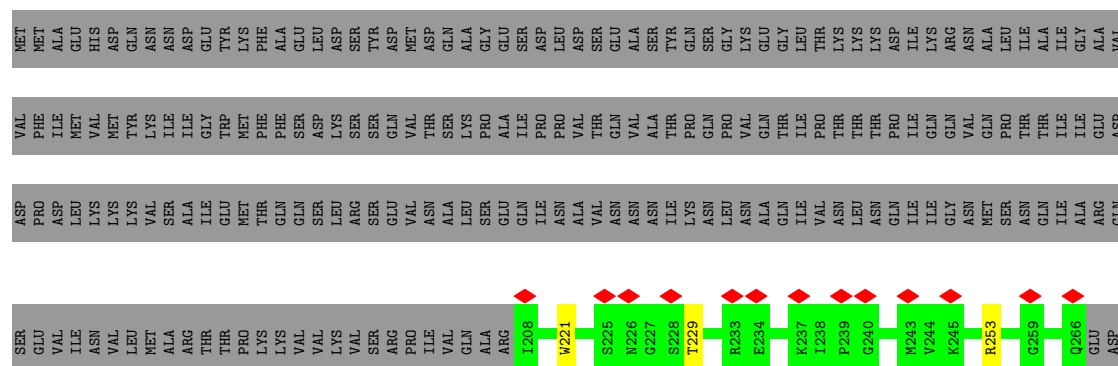 MET MET ALA GLU HIS ASP GLN ASN ASN ASP GLU TYR LYS PHE ALA GLU LEU ASP SER TYR ASP MET ASP GLN ALA GLY GLU SER ASP LEU ASP SER GLU ALA SER TYR GLN SER GLY LYS GLU GLY LEU THR LYS LYS LYS ASP ILE LYS ARG ASN ALA LEU ILE ALA ILE GLY ALA VAL
VAL PHE ILE MET VAL MET TYR LYS ILE ILE GLY TRP MET PHE PHE SER ASP LYS SER SER GLN VAL THR SER LYS PRO ALA ILE PRO PRO VAL THR GLN VAL ALA THR PRO GLN PRO VAL GLN THR ILE PRO THR THR THR PRO ILE GLN GLN VAL GLN PRO THR THR ILE ILE GLU ASP
ASP PRO ASP LEU LYS LYS LYS VAL SER ALA ILE GLU MET THR GLN GLN SER LEU ARG SER GLU VAL ASN ALA LEU SER GLU GLN ILE ASN ALA VAL ASN ASN ASN ILE LYS ASN LEU ASN ALA GLN ILE VAL ASN LEU ASN GLN ILE ILE GLY ASN MET SER ASN GLN ILE ALA ARG GLN
SER GLU VAL ILE ASN VAL LEU MET ALA ARG THR THR PRO LYS LYS VAL VAL LYS VAL SER ARG PRO ILE VAL GLN ALA ARG I208 W221 S225 N226 G227 S228 T229 R233 E234 K237 I238 P239 G240 M243 V244 K245 R253 G259 Q266 GLU ASP